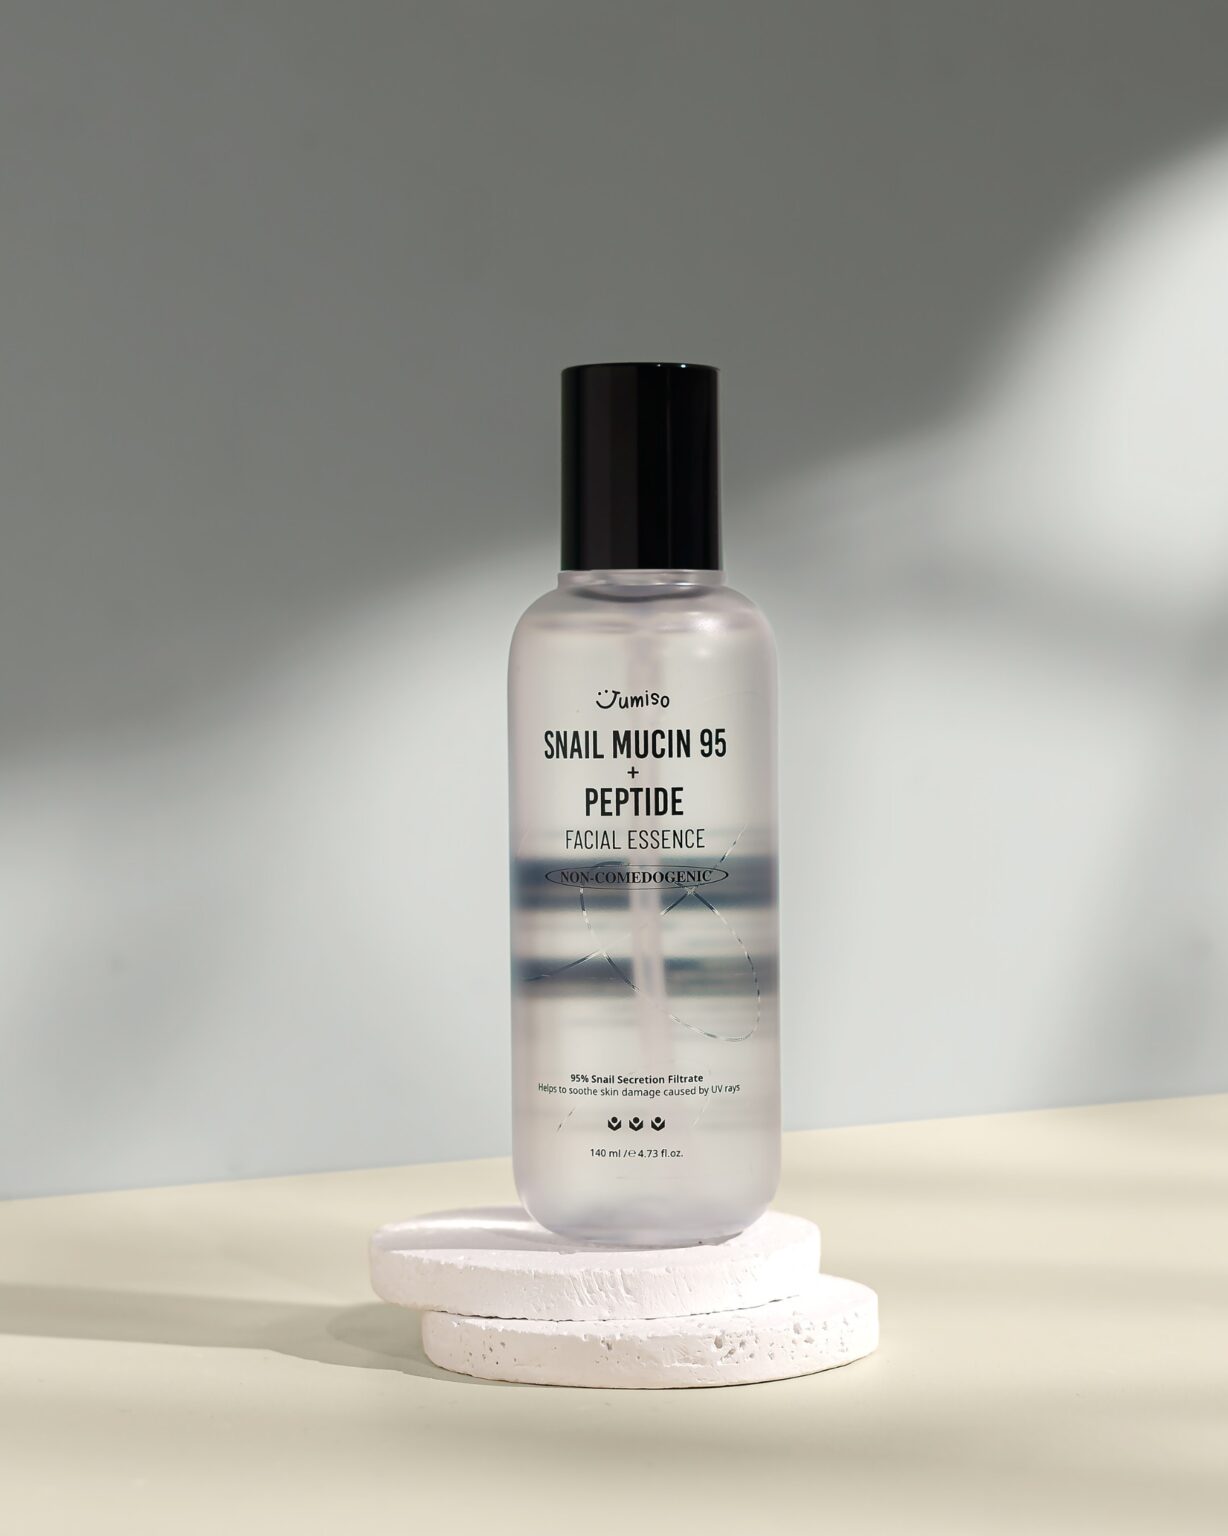 Jumiso
SNAIL MUCIN 95
+
PEPTIDE
FACIAL ESSENCE
NON-COMEDOGENIC
95% Snail Secretion Filtrate
Helps to soothe skin damage caused by UV rays
140 ml /℮ 4.73 fl.oz.